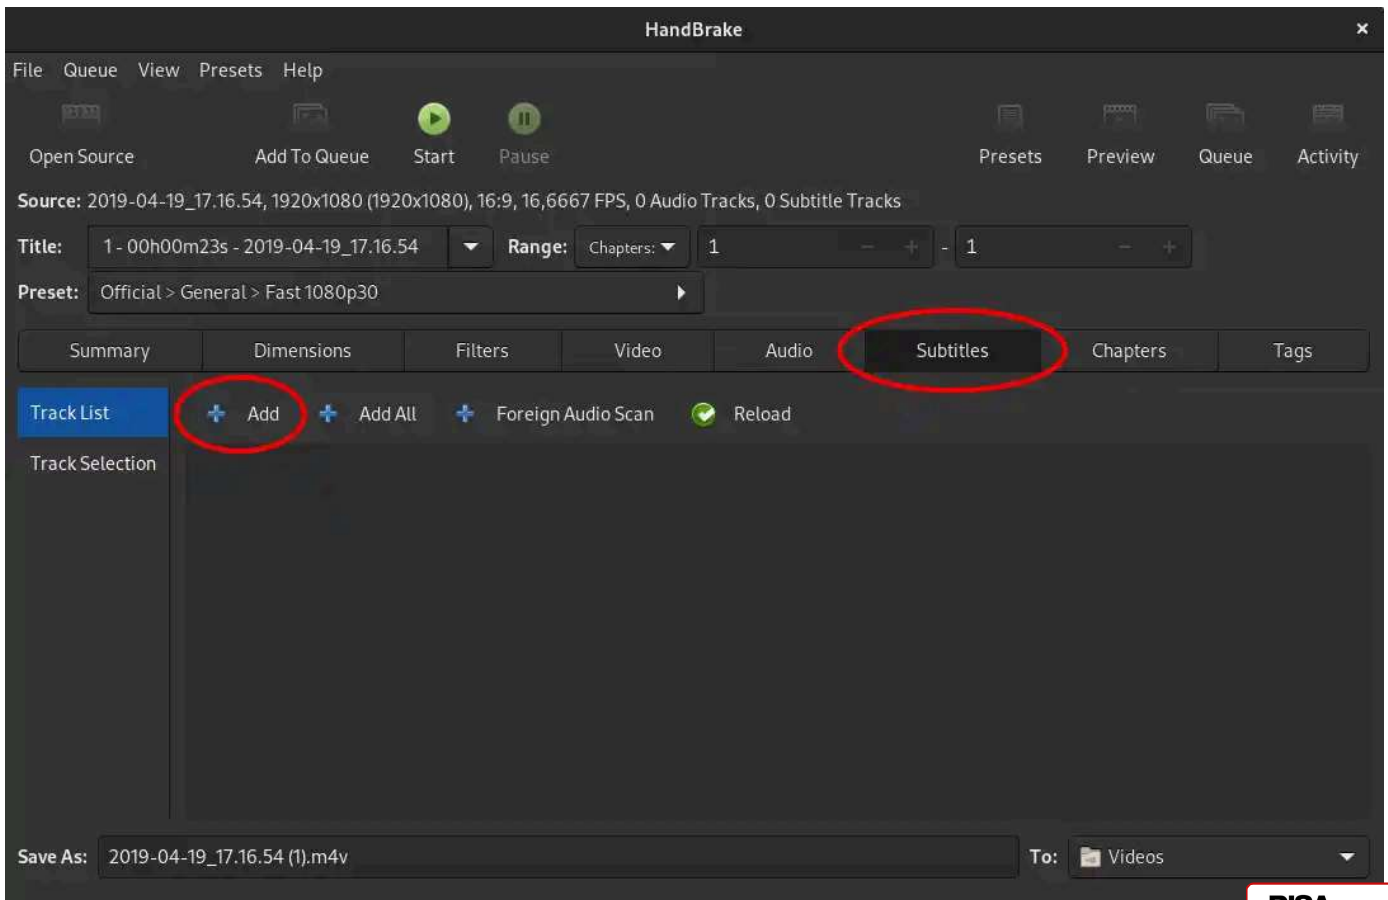 HandBrake ×
File Queue View Presets Help
Open Source Add To Queue Start Pause Presets Preview Queue Activity
Source: 2019-04-19_17.16.54, 1920x1080 (1920x1080), 16:9, 16,6667 FPS, 0 Audio Tracks, 0 Subtitle Tracks
Title: 1 - 00h00m23s - 2019-04-19_17.16.54 Range: Chapters: 1 - + - 1 - +
Preset: Official > General > Fast 1080p30
Summary Dimensions Filters Video Audio Subtitles Chapters Tags
Track List Add Add All Foreign Audio Scan Reload
Track Selection
Save As: 2019-04-19_17.16.54 (1).m4v To: Videos